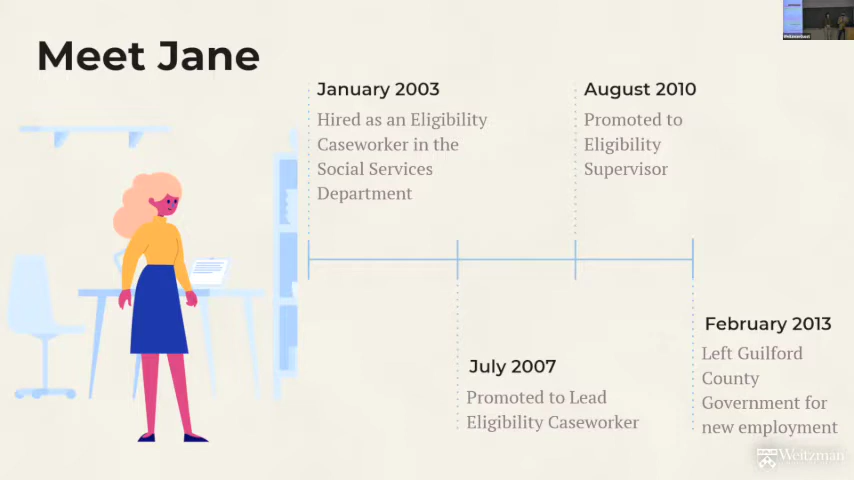 Meet Jane
January 2003
Hired as an Eligibility
Caseworker in the
Social Services
Department
July 2007
Promoted to Lead
Eligibility Caseworker
August 2010
Promoted to
Eligibility
Supervisor
February 2013
Left Guilford
County
Government for
new employment
Weitzman